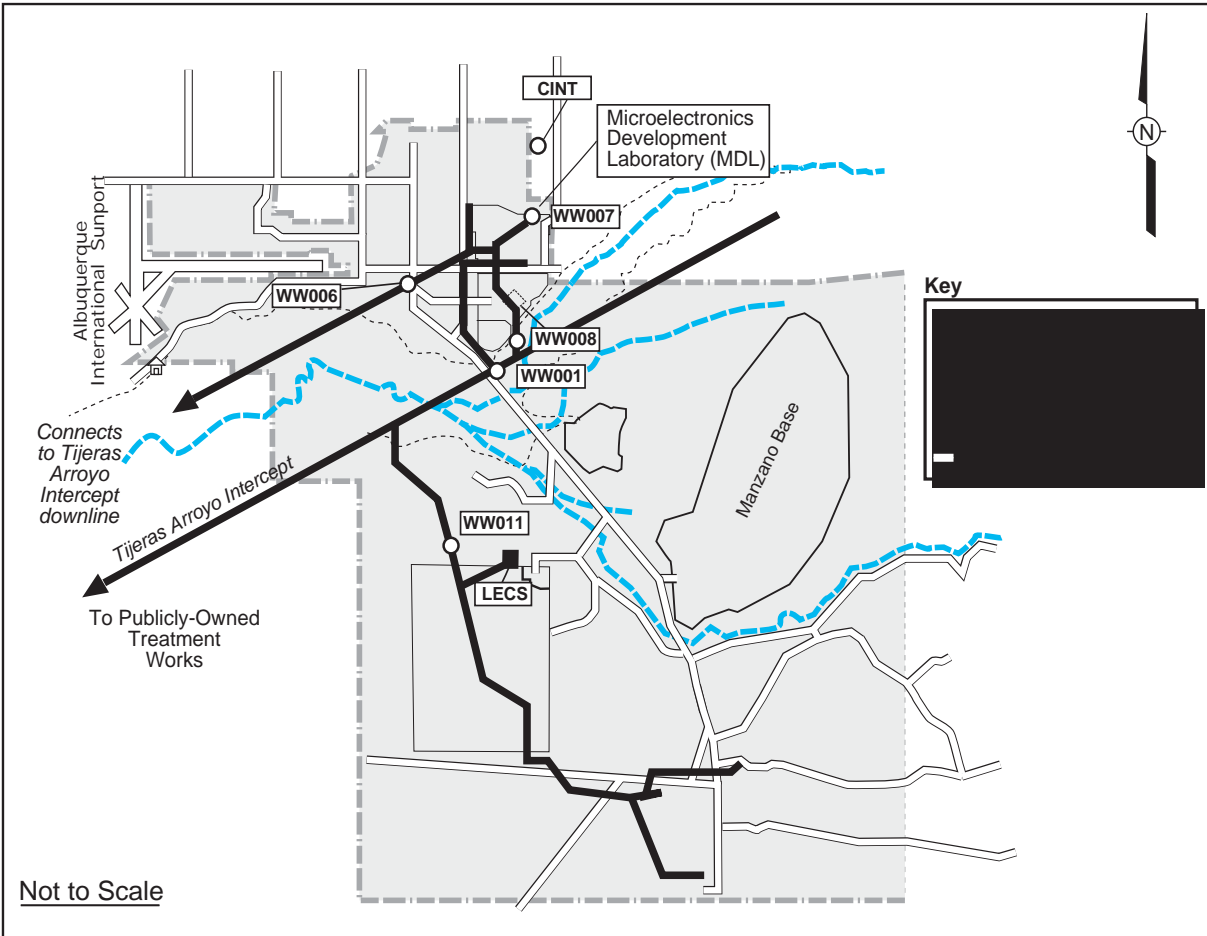 CINT
Microelectronics
Development
Laboratory (MDL)
N
WW007
Albuquerque
International Sunport
WW006
Key
WW008
WW001
Connects
to Tijeras
Arroyo
Intercept
downline
Tijeras Arroyo Intercept
Manzano Base
WW011
LECS
To Publicly-Owned
Treatment
Works
Not to Scale